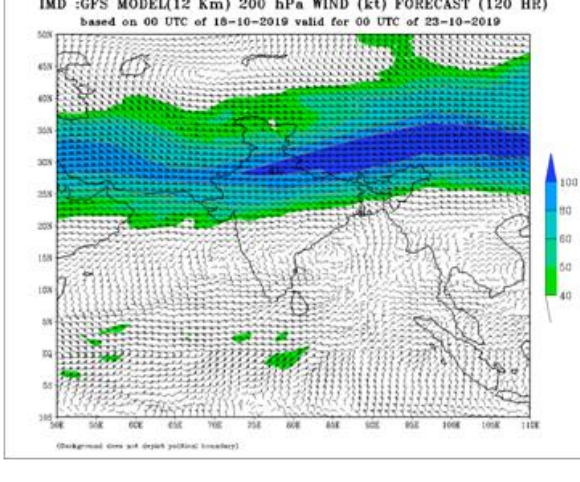 IMD :GFS MODEL(12 Km) 200 hPa WIND (kt) FORECAST (120 HR)
based on 00 UTC of 18-10-2019 valid for 00 UTC of 23-10-2019
50N
45N
40N
35N
30N
25N
20N
15N
10N
5N
EQ
5S
10S
50E 55E 60E 65E 70E 75E 80E 85E 90E 95E 100E 105E 110E
100
80
60
50
40
(Background does not depict political boundary)